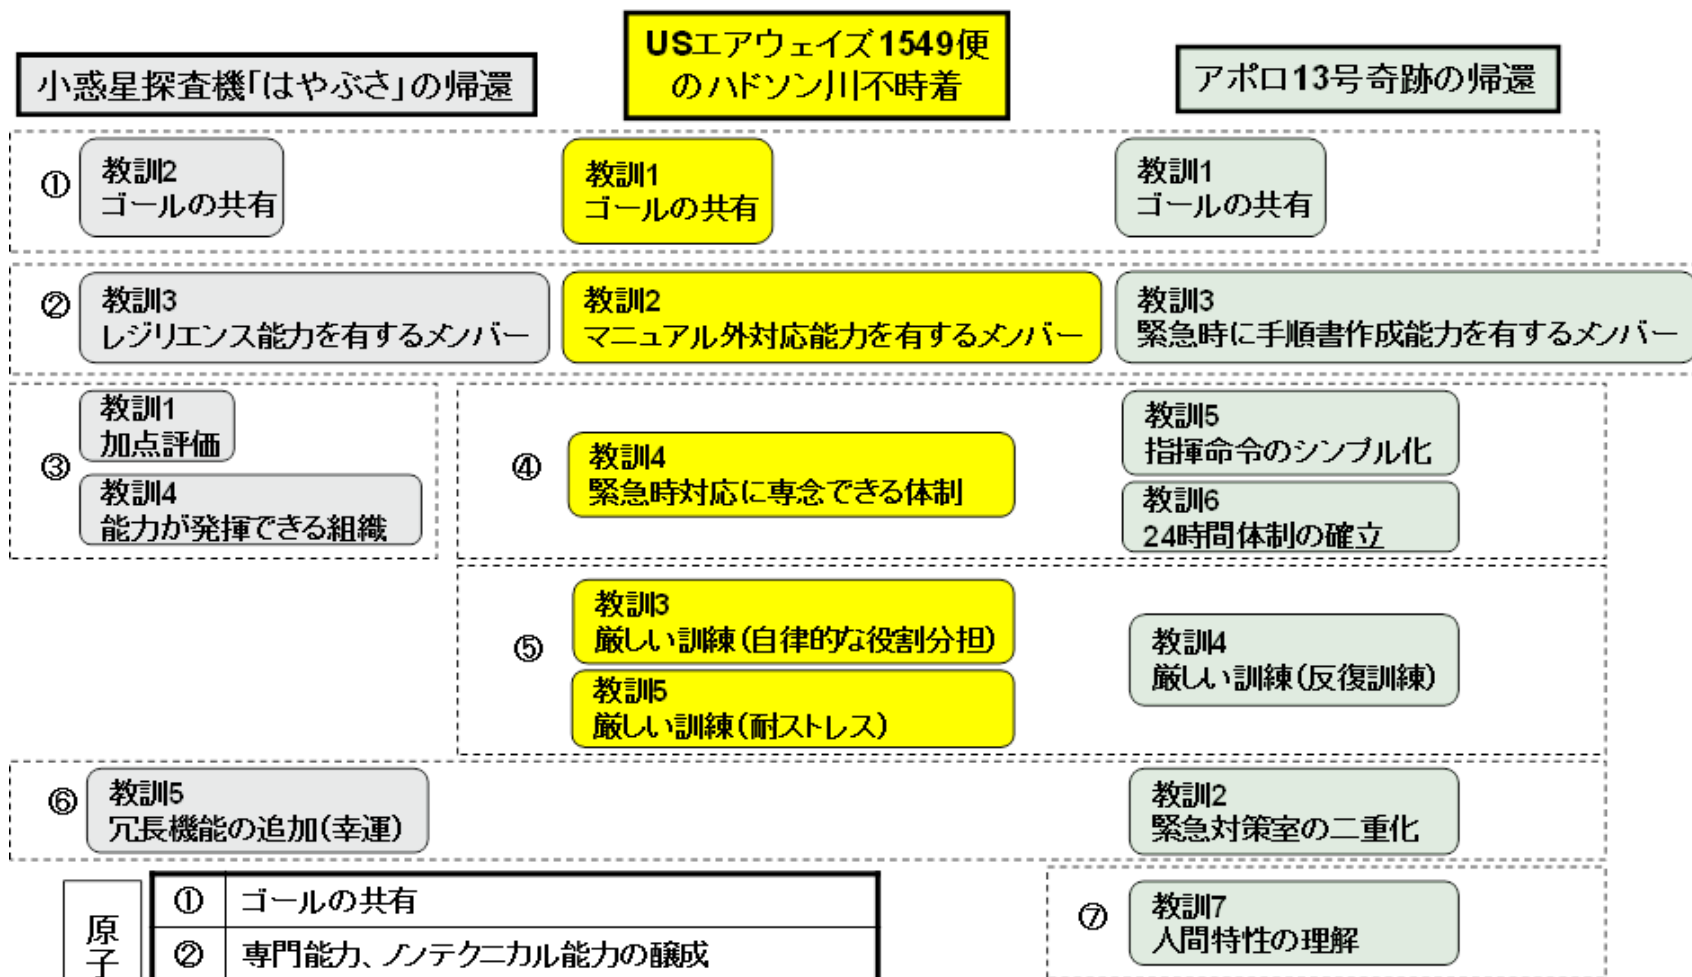 小惑星探査機「はやぶさ」の帰還
USエアウェイズ1549便
のハドソン川不時着
アポロ13号奇跡の帰還
①
教訓2
ゴールの共有
教訓1
ゴールの共有
教訓1
ゴールの共有
②
教訓3
レジリエンス能力を有するメンバー
教訓2
マニュアル外対応能力を有するメンバー
教訓3
緊急時に手順書作成能力を有するメンバー
③
教訓1
加点評価
教訓4
能力が発揮できる組織
④
教訓4
緊急時対応に専念できる体制
教訓5
指揮命令のシンプル化
教訓6
24時間体制の確立
⑤
教訓3
厳しい訓練(自律的な役割分担)
教訓5
厳しい訓練(耐ストレス)
教訓4
厳しい訓練(反復訓練)
⑥
教訓5
冗長機能の追加(幸運)
教訓2
緊急対策室の二重化
⑦
教訓7
人間特性の理解
原子
① ゴールの共有
② 専門能力、ノンテクニカル能力の醸成